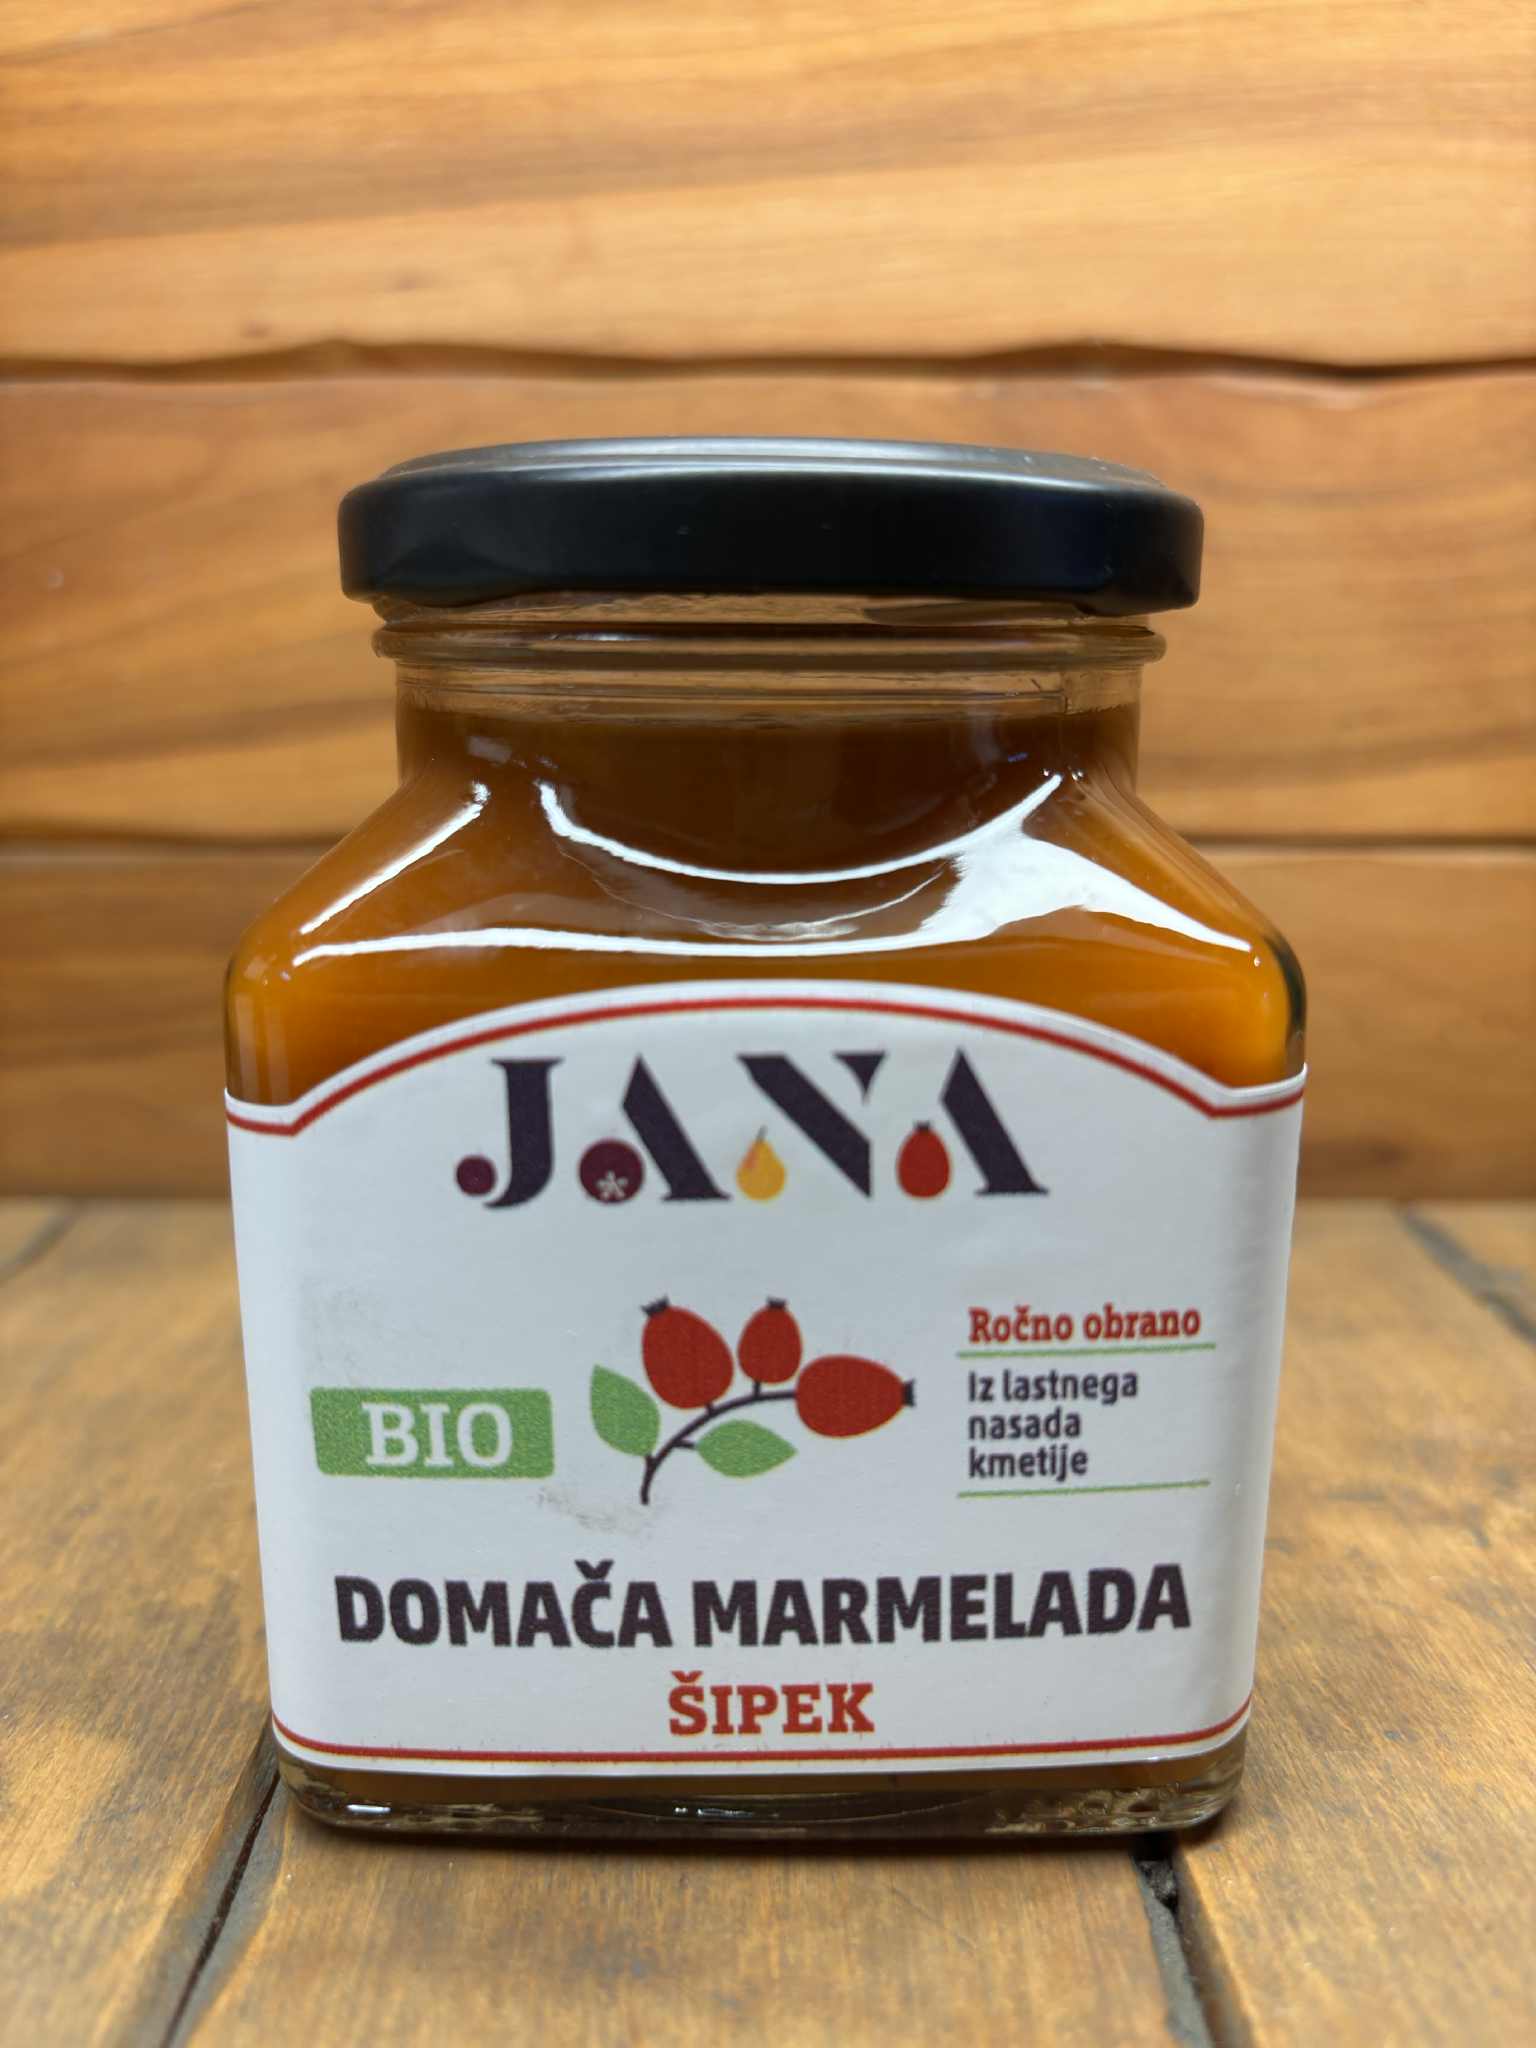 JANA
Ročno obrano
Iz lastnega
nasada
kmetije
BIO
DOMAČA MARMELADA
ŠIPEK